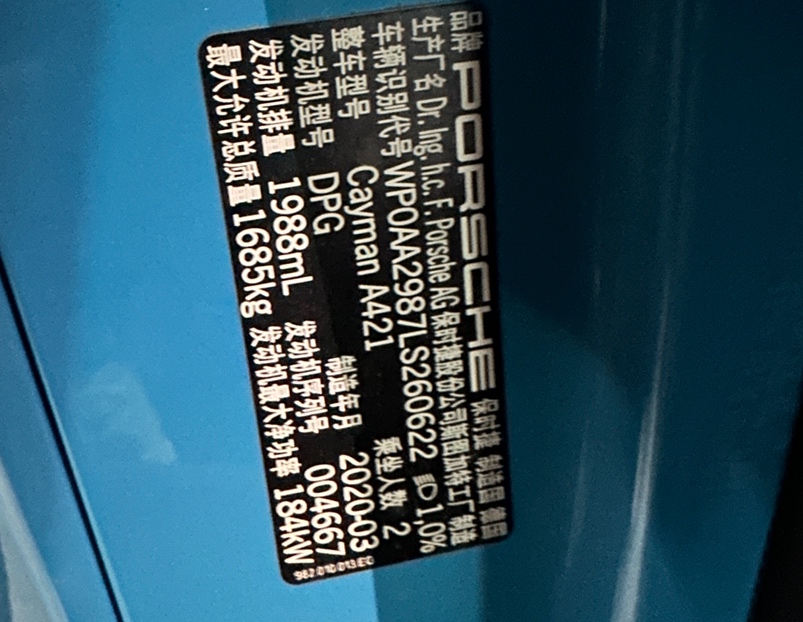 品牌 PORSCHE 保时捷 制造国 德国
生产厂名 Dr. Ing. h.c. F. Porsche AG 保时捷股份公司斯图加特工厂制造
车辆识别代号 WP0AA2987LS260622 1,0%
整车型号 Cayman A421 乘坐人数 2
发动机型号 DPG 制造年月 2020-03
发动机排量 1988mL 发动机序列号 004667
最大允许总质量 1685kg 发动机最大净功率 184kW
982 010 013 EC